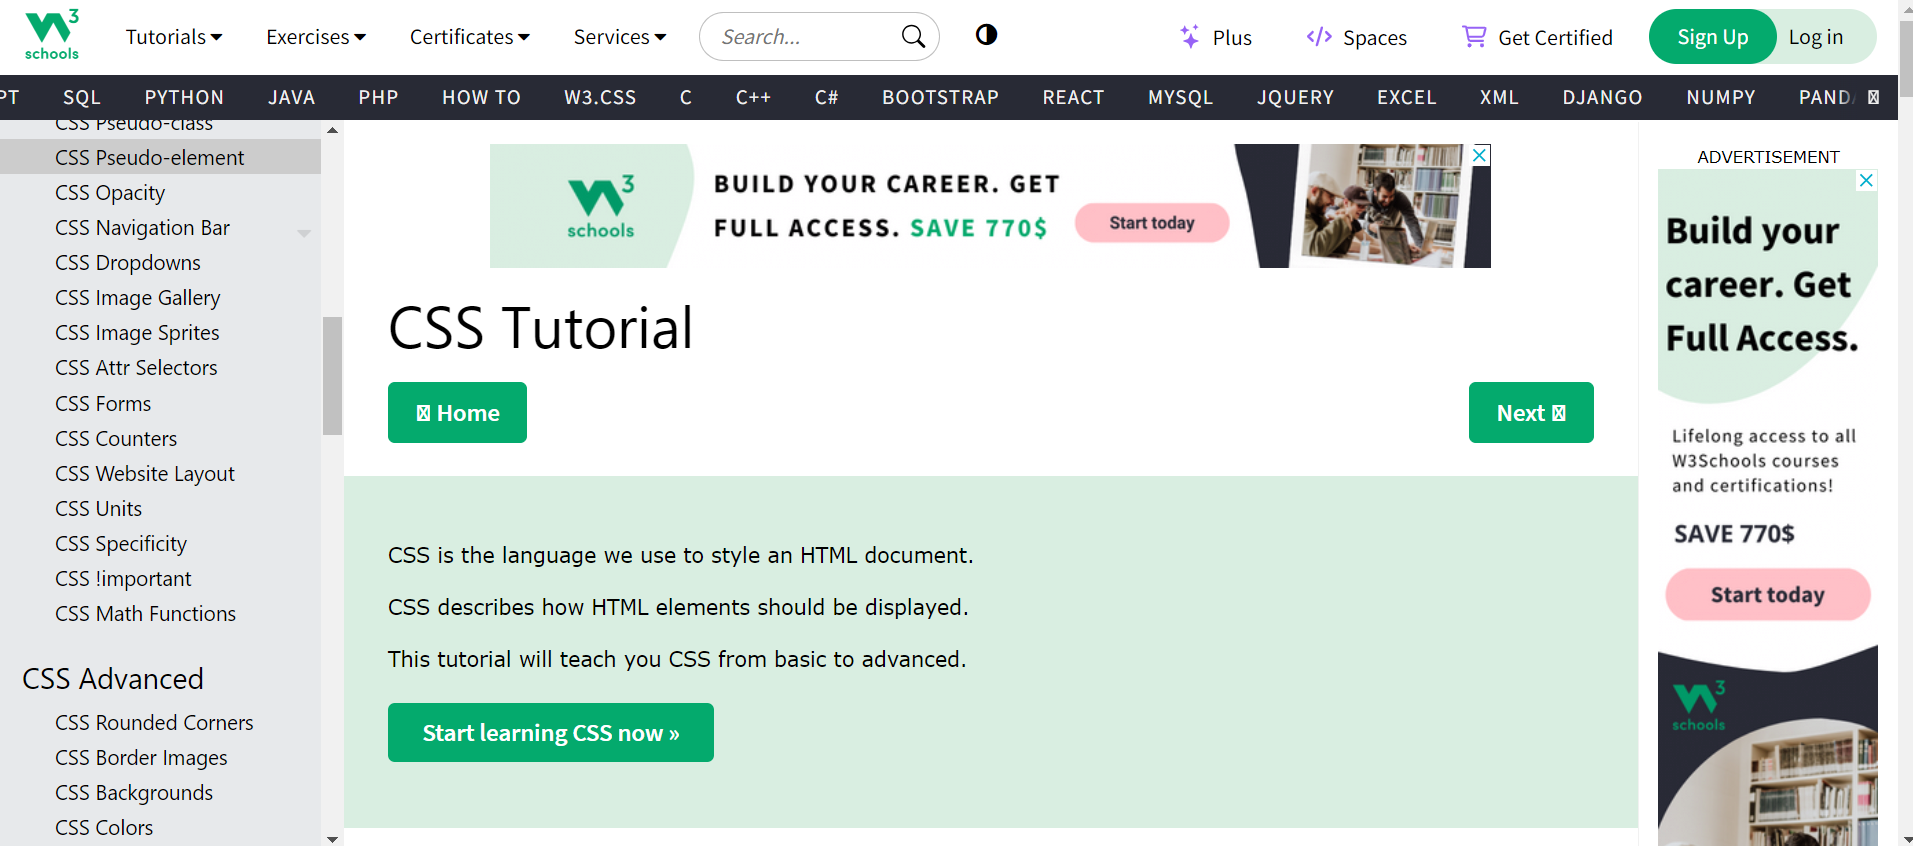 W3 schools
Tutorials
Exercises
Certificates
Services
Search...
Plus
Spaces
Get Certified
Sign Up
Log in
PT
SQL
PYTHON
JAVA
PHP
HOW TO
W3.CSS
C
C++
C#
BOOTSTRAP
REACT
MYSQL
JQUERY
EXCEL
XML
DJANGO
NUMPY
PANDA
CSS Pseudo-class
CSS Pseudo-element
CSS Opacity
CSS Navigation Bar
CSS Dropdowns
CSS Image Gallery
CSS Image Sprites
CSS Attr Selectors
CSS Forms
CSS Counters
CSS Website Layout
CSS Units
CSS Specificity
CSS !important
CSS Math Functions
CSS Advanced
CSS Rounded Corners
CSS Border Images
CSS Backgrounds
CSS Colors
W3 schools
BUILD YOUR CAREER. GET
FULL ACCESS. SAVE 770$
Start today
CSS Tutorial
Home
Next
CSS is the language we use to style an HTML document.
CSS describes how HTML elements should be displayed.
This tutorial will teach you CSS from basic to advanced.
Start learning CSS now »
ADVERTISEMENT
Build your
career. Get
Full Access.
Lifelong access to all
W3Schools courses
and certifications!
SAVE 770$
Start today
W3 schools